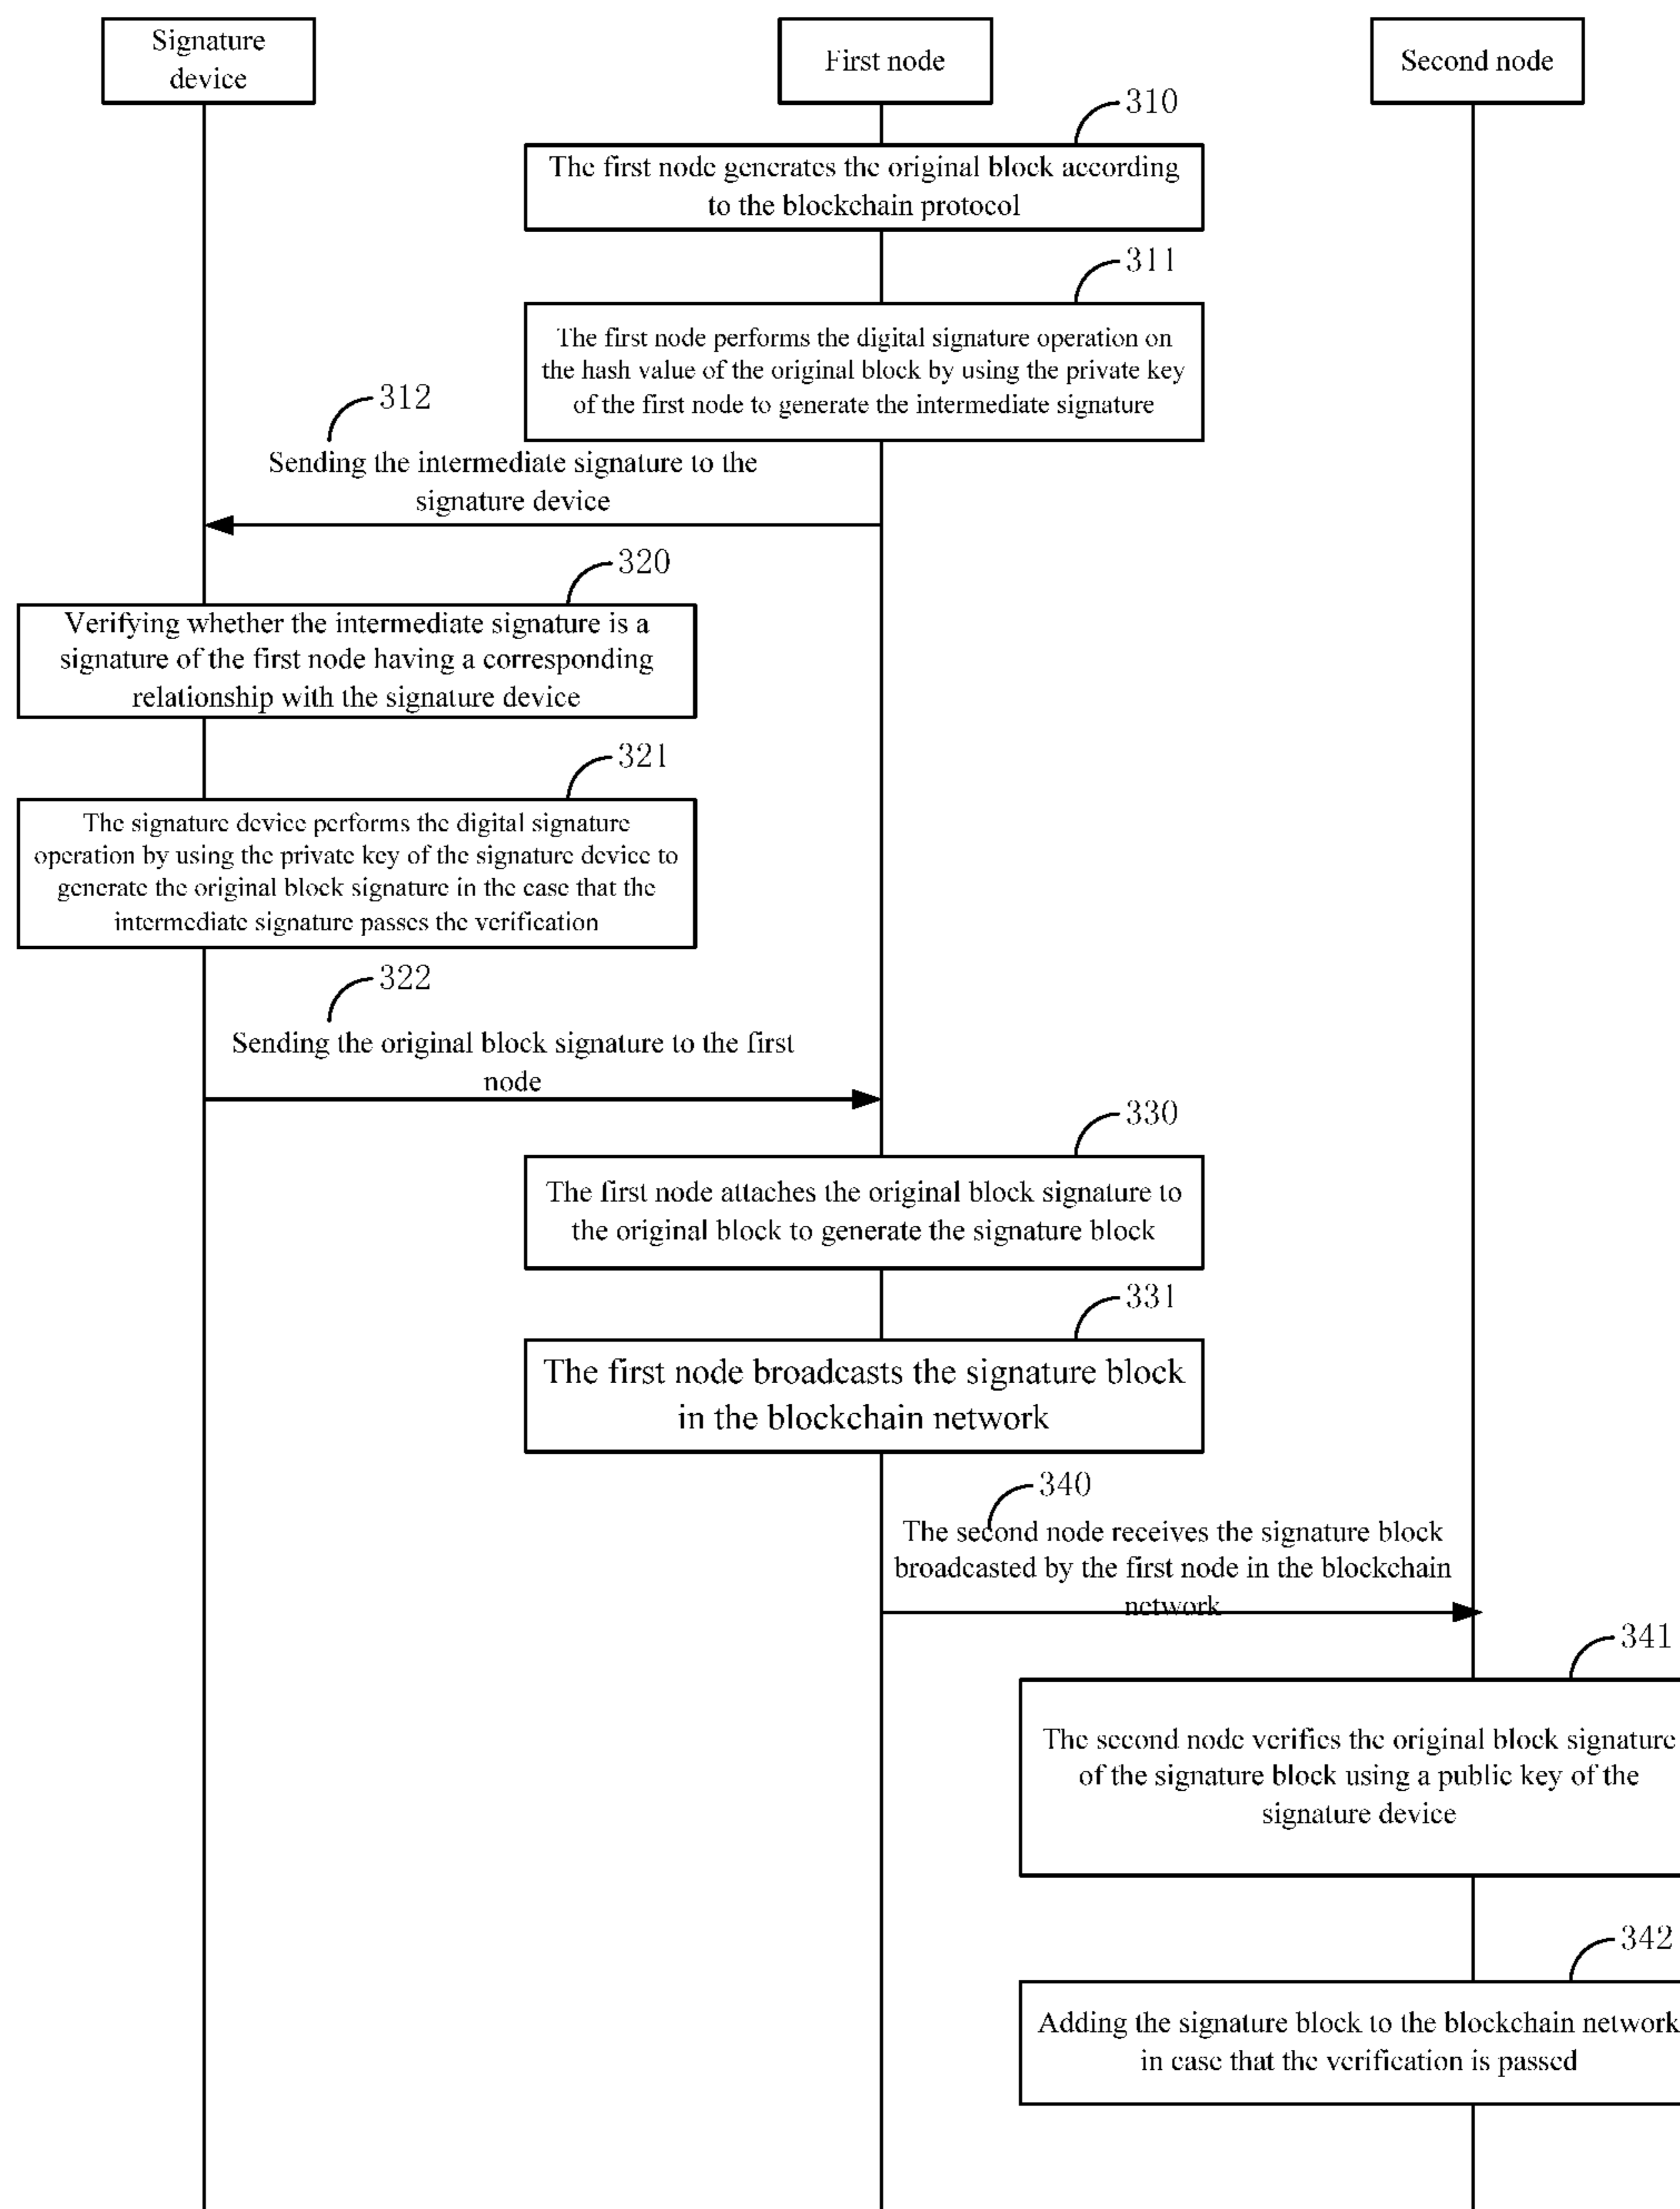 Signature
device
First node
Second node
310
The first node generates the original block according
to the blockchain protocol
311
The first node performs the digital signature operation on
the hash value of the original block by using the private key
of the first node to generate the intermediate signature
312
Sending the intermediate signature to the
signature device
320
Verifying whether the intermediate signature is a
signature of the first node having a corresponding
relationship with the signature device
321
The signature device performs the digital signature
operation by using the private key of the signature device to
generate the original block signature in the case that the
intermediate signature passes the verification
322
Sending the original block signature to the first
node
330
The first node attaches the original block signature to
the original block to generate the signature block
331
The first node broadcasts the signature block
in the blockchain network
340
The second node receives the signature block
broadcasted by the first node in the blockchain
network
341
The second node verifies the original block signature
of the signature block using a public key of the
signature device
342
Adding the signature block to the blockchain network
in case that the verification is passed